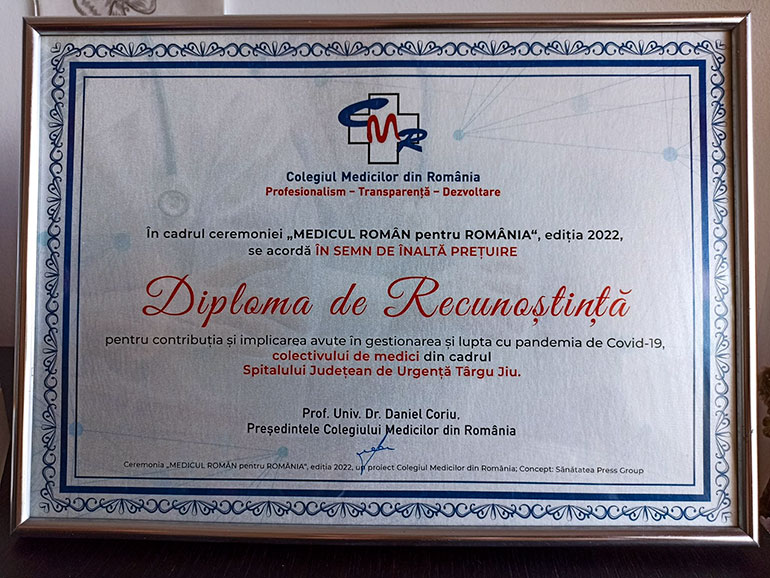 CMR
Colegiul Medicilor din România
Profesionalism – Transparență – Dezvoltare
În cadrul ceremoniei „MEDICUL ROMÂN pentru ROMÂNIA“, ediția 2022,
se acordă ÎN SEMN DE ÎNALTĂ PREȚUIRE
Diploma de Recunoștință
pentru contribuția și implicarea avute în gestionarea și lupta cu pandemia de Covid-19,
colectivului de medici din cadrul
Spitalului Județean de Urgență Târgu Jiu.
Prof. Univ. Dr. Daniel Coriu,
Președintele Colegiului Medicilor din România
Ceremonia „MEDICUL ROMÂN pentru ROMÂNIA“, ediția 2022, un proiect Colegiul Medicilor din România; Concept: Sănătatea Press Group